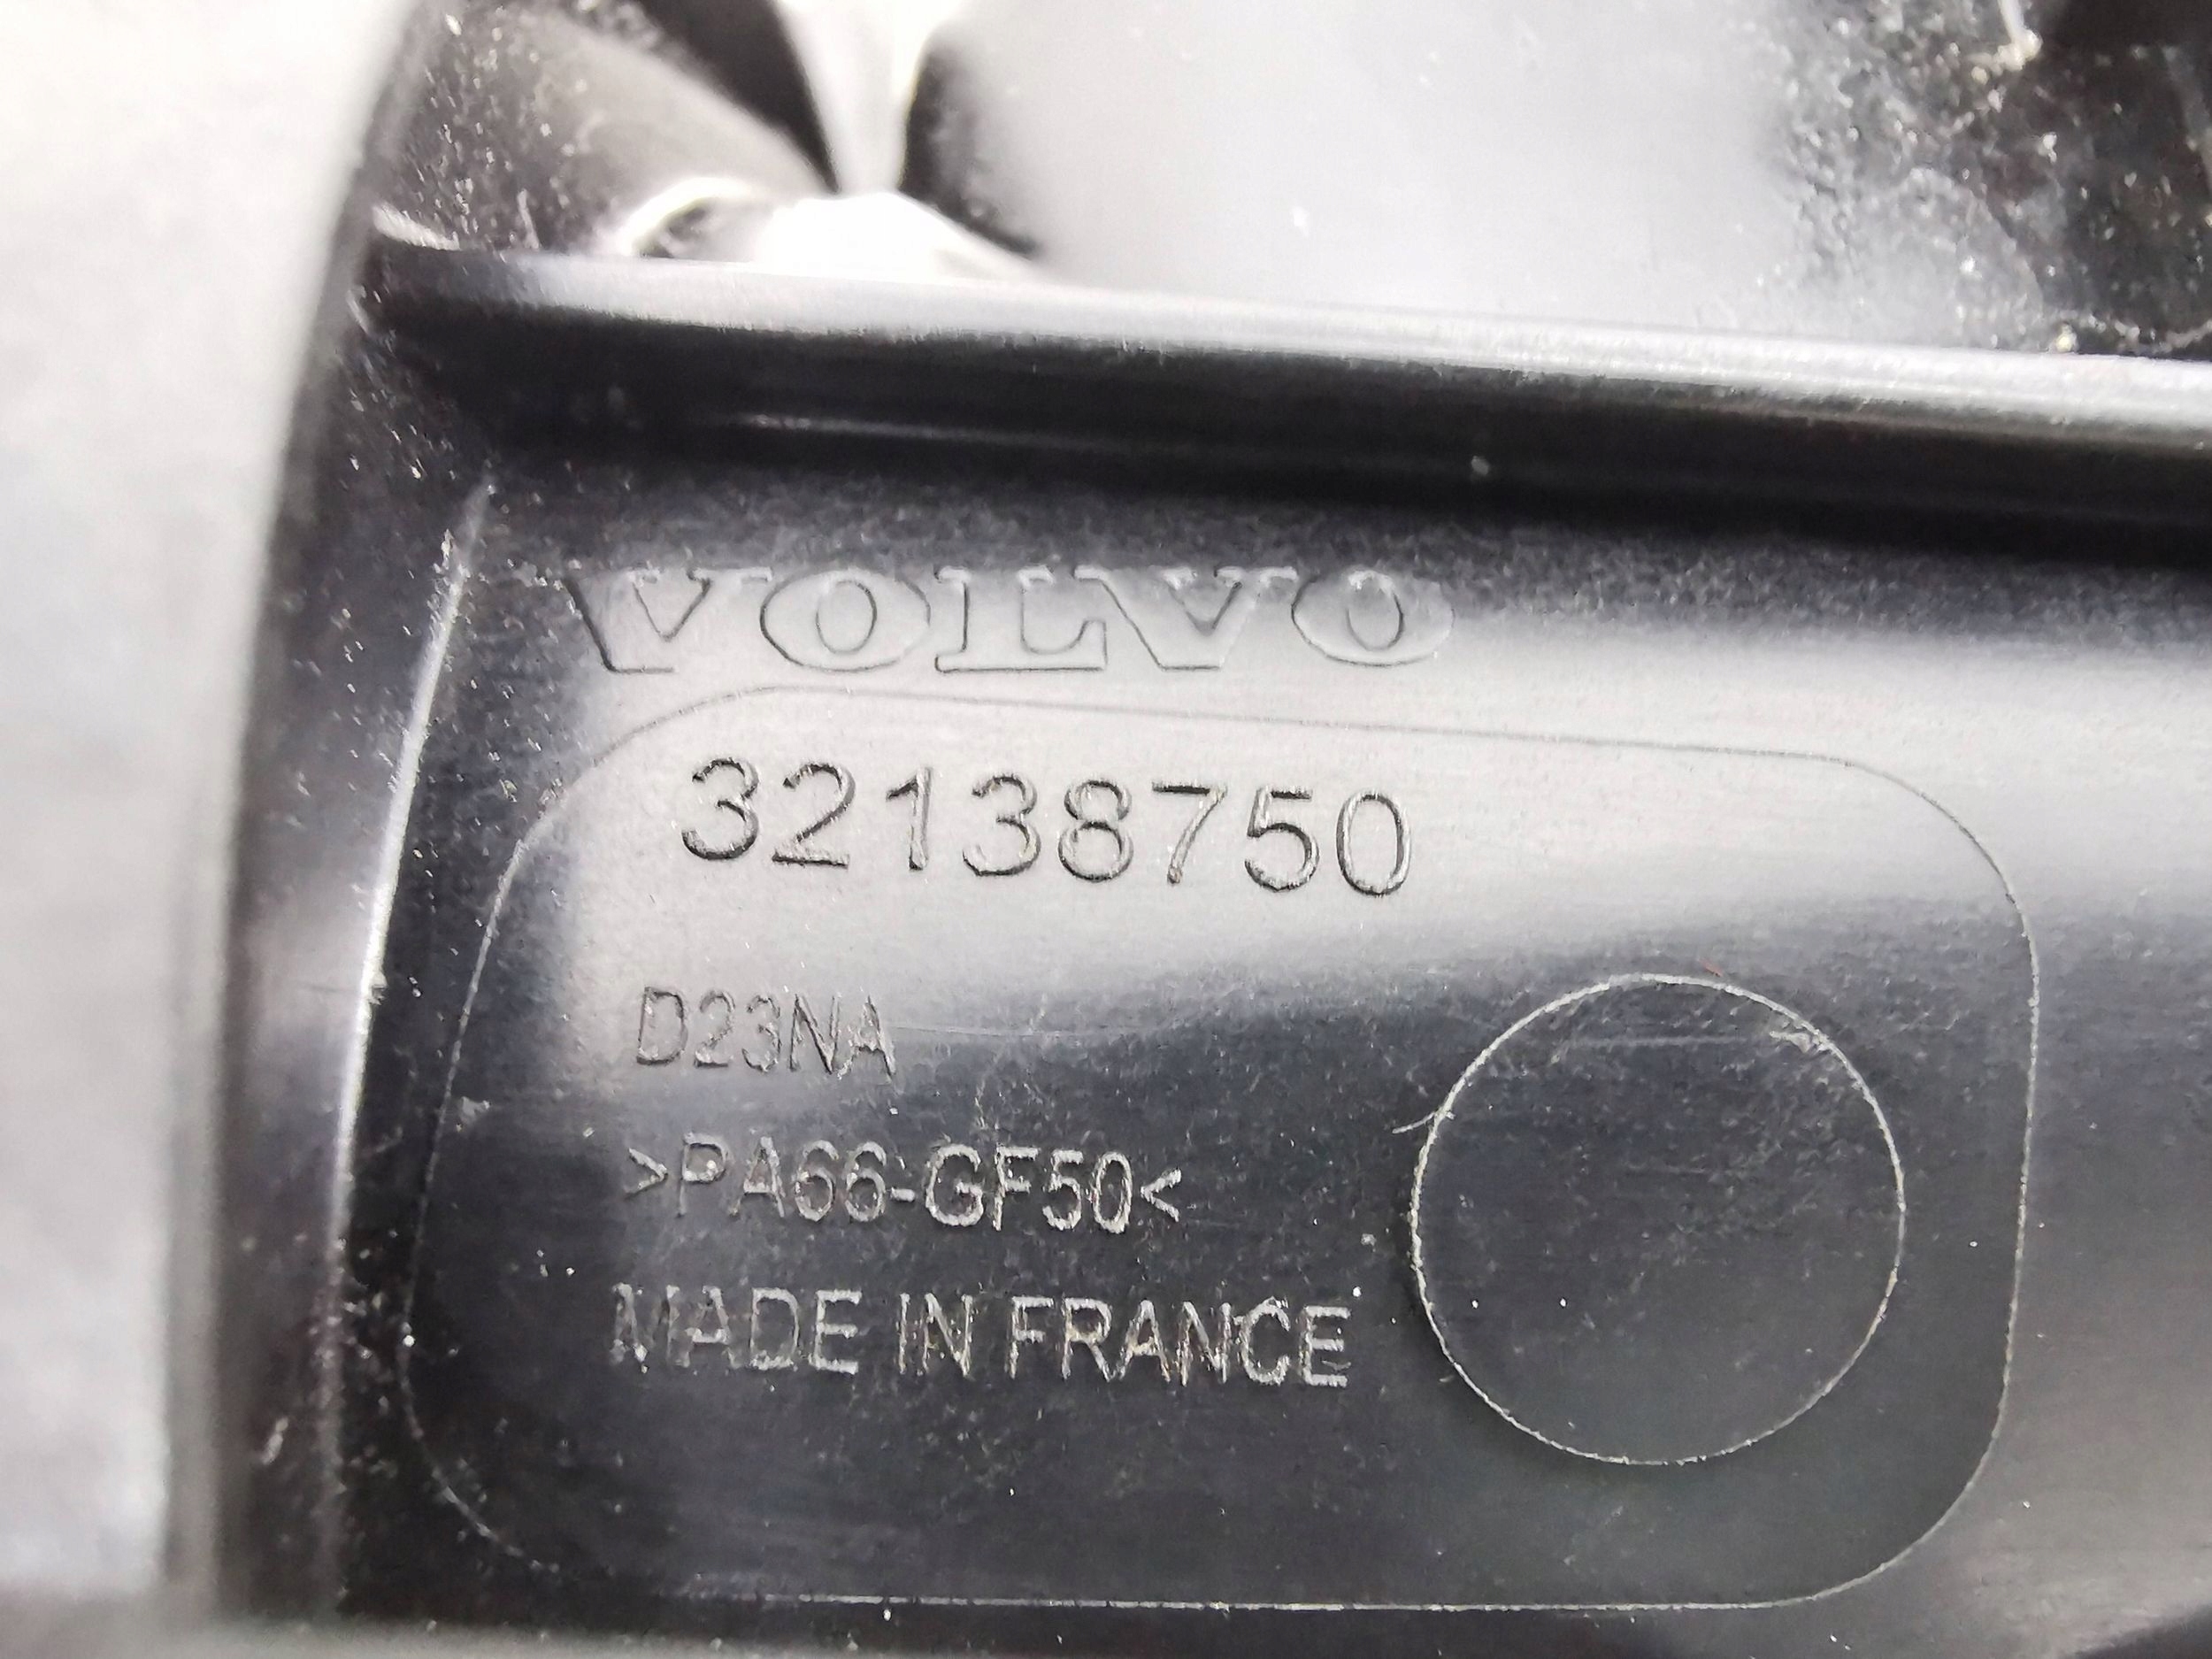 VOLVO
32138750
D23NA
>PA66-GF50<
MADE IN FRANCE